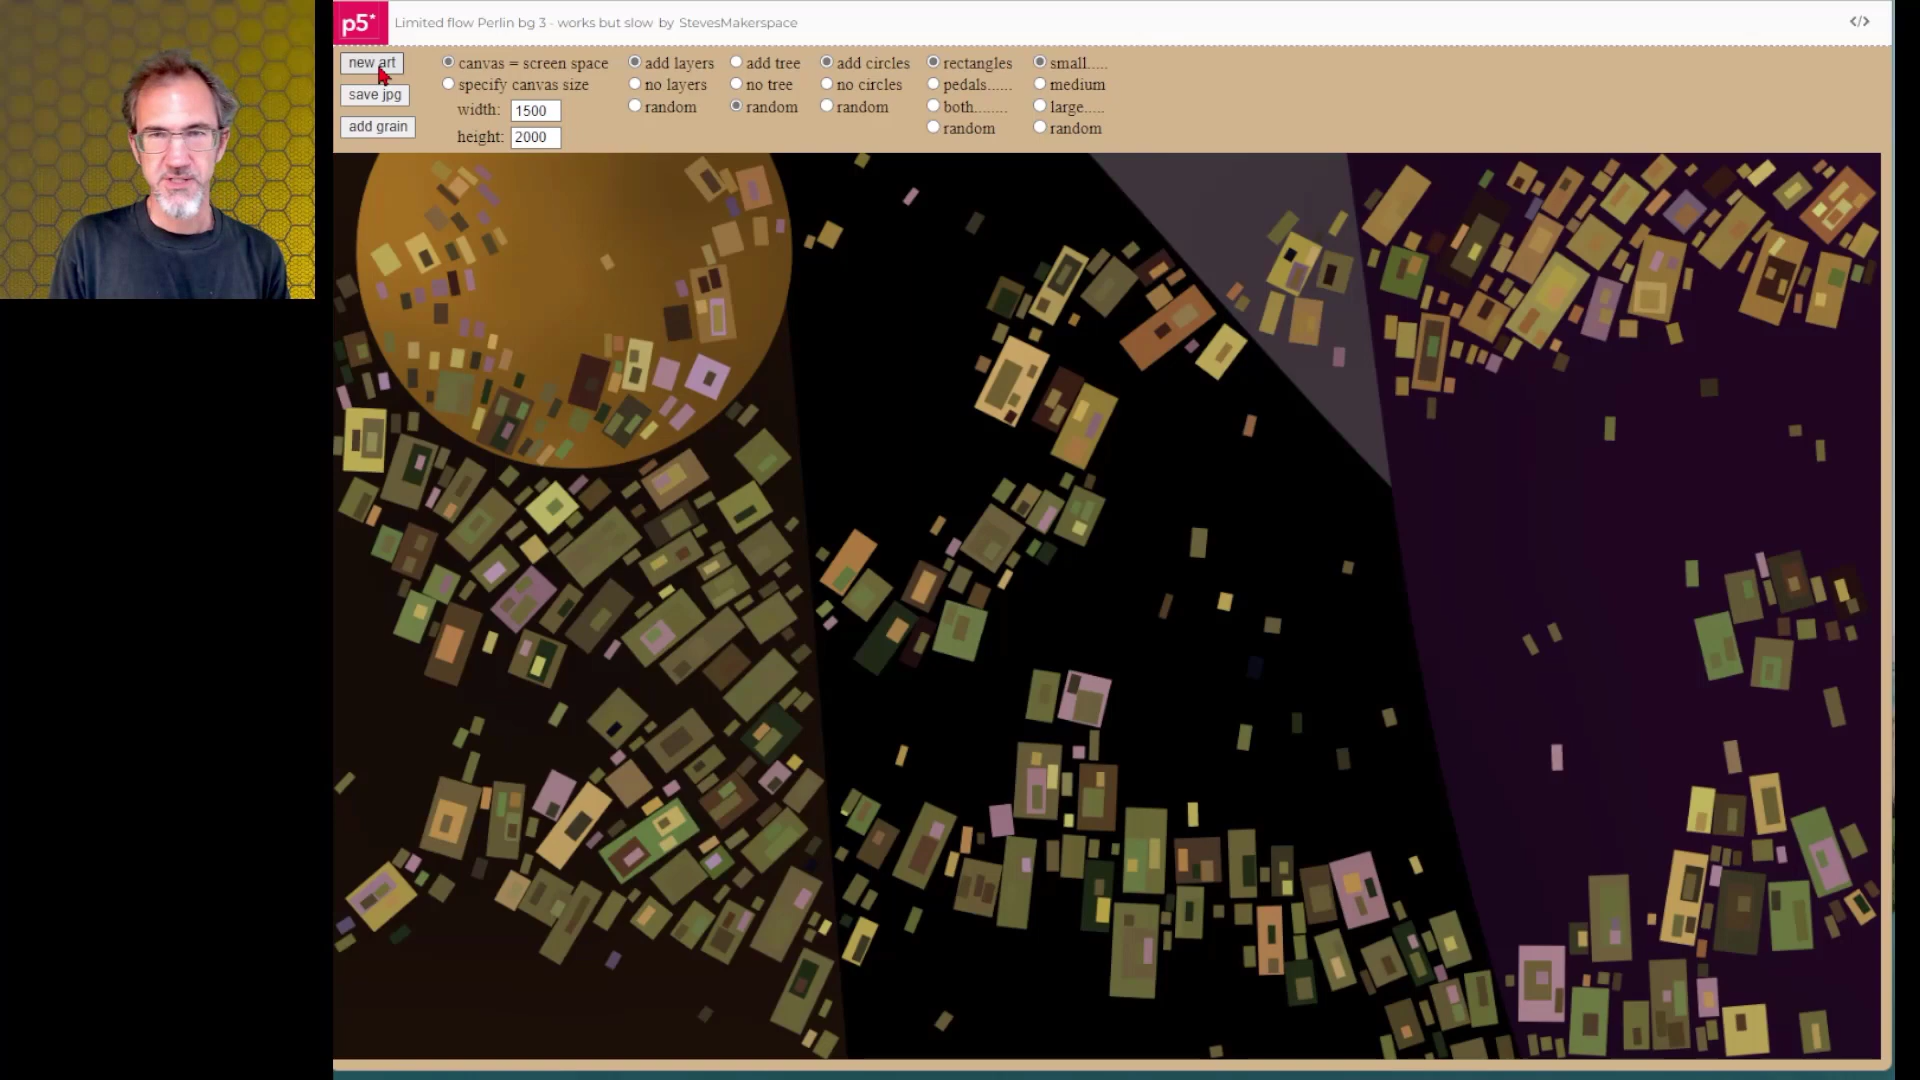 p5* Limited flow Perlin bg 3 - works but slow by StevesMakerspace </>
new art
save jpg
add grain
canvas = screen space
specify canvas size
width: 1500
height: 2000
add layers
no layers
random
add tree
no tree
random
add circles
no circles
random
rectangles
pedals......
both........
random
small.....
medium
large.....
random